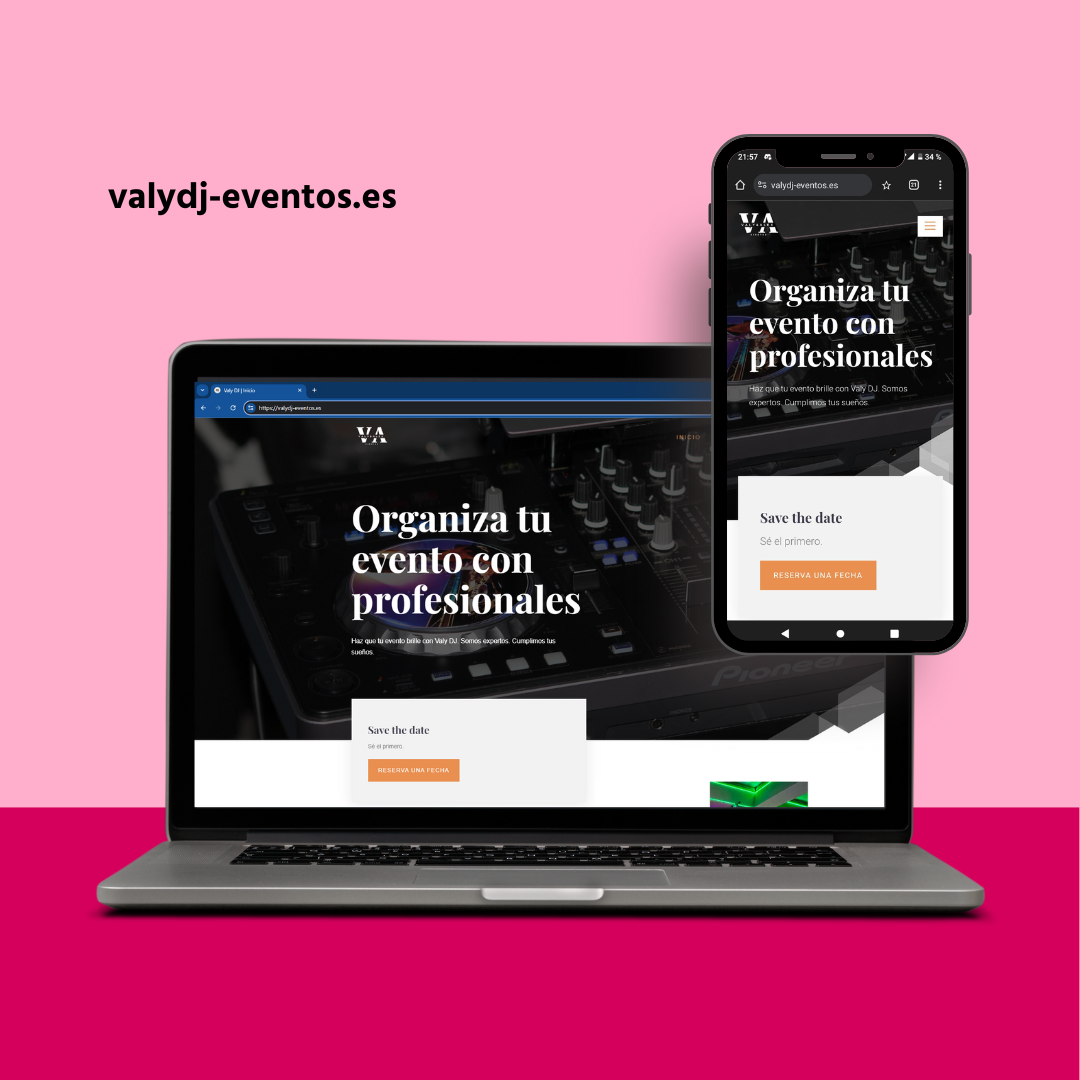 valydj-eventos.es
21:57
34 %
valydj-eventos.es
21
VA
Organiza tu
evento con
profesionales
Haz que tu evento brille con Valy DJ. Somos
expertos. Cumplimos tus sueños.
Save the date
Sé el primero.
RESERVA UNA FECHA
Valy DJ | Inicio
https://valydj-eventos.es
VA
INICIO
Organiza tu
evento con
profesionales
Haz que tu evento brille con Valy DJ. Somos expertos. Cumplimos tus
sueños.
Pioneer
Save the date
Sé el primero.
RESERVA UNA FECHA